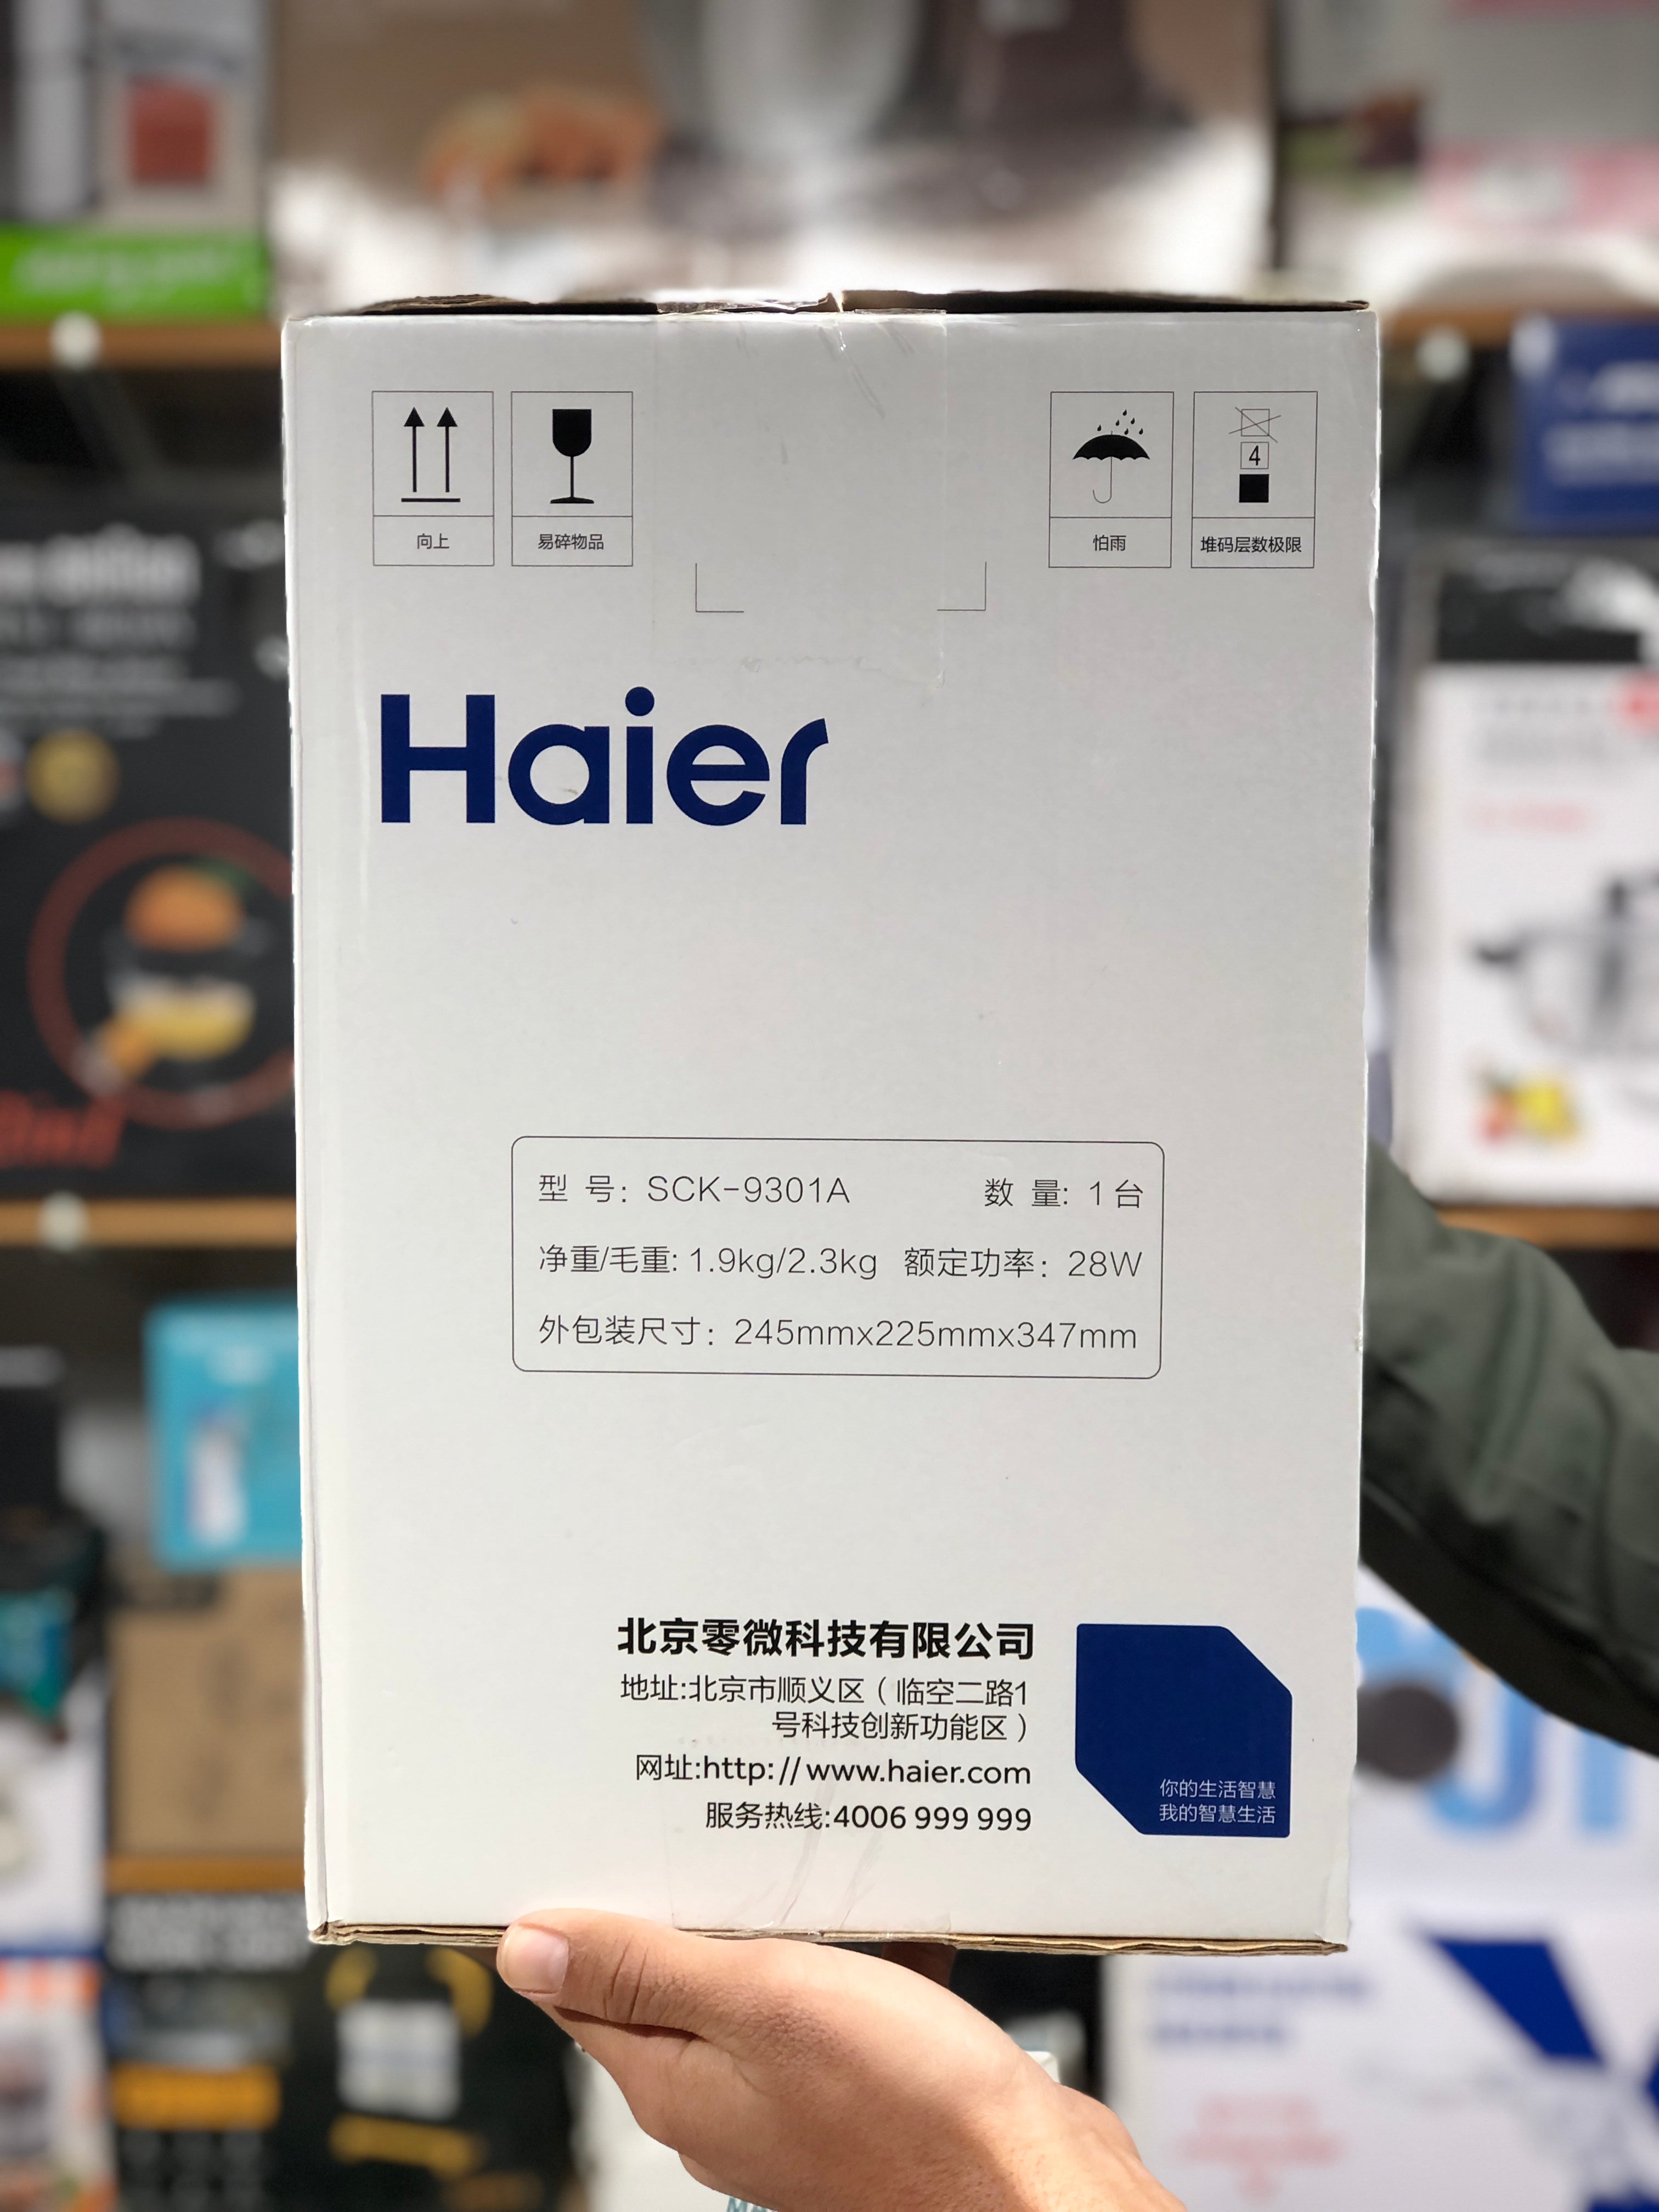 向上
易碎物品
4
怕雨
堆码层数极限
Haier
型 号：SCK-9301A 数 量: 1台
净重/毛重: 1.9kg/2.3kg 额定功率：28W
外包装尺寸：245mmx225mmx347mm
北京零微科技有限公司
地址:北京市顺义区（临空二路1
号科技创新功能区）
网址:http://www.haier.com
服务热线:4006 999 999
你的生活智慧
我的智慧生活